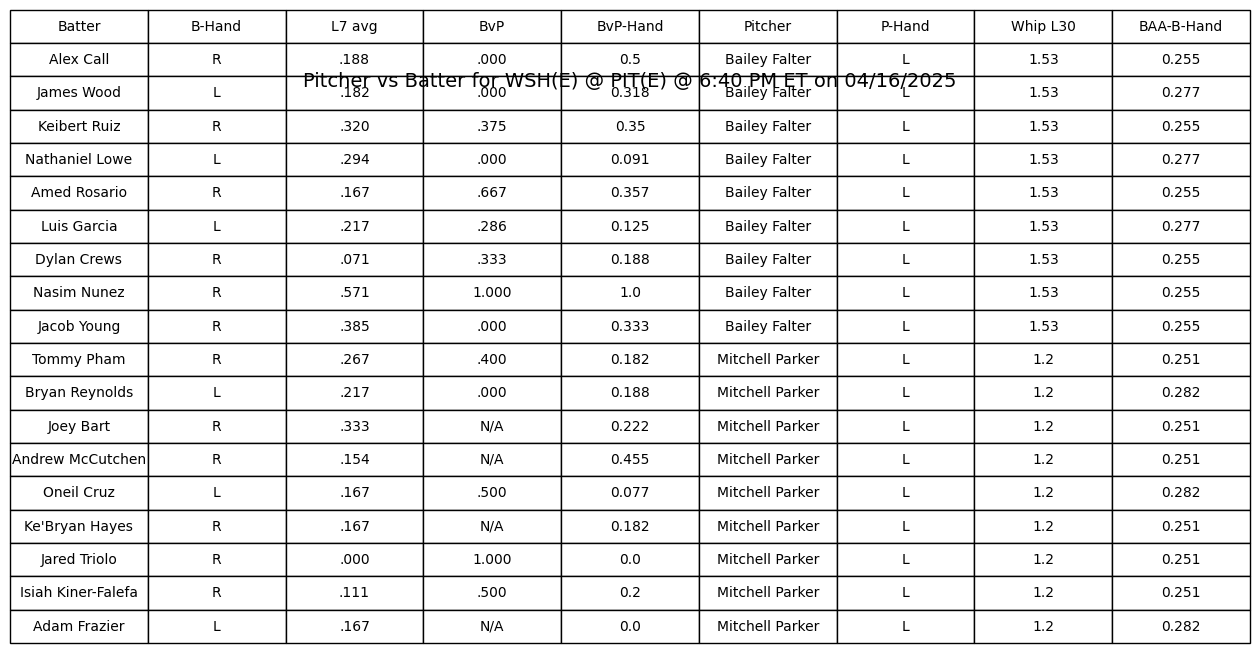 Batter B-Hand L7 avg BvP BvP-Hand Pitcher P-Hand Whip L30 BAA-B-Hand
Alex Call R .188 .000 0.5 Bailey Falter L 1.53 0.255
Pitcher vs Batter for WSH(E) @ PIT(E) @ 6:40 PM ET on 04/16/2025
James Wood L .182 .000 0.318 Bailey Falter L 1.53 0.277
Keibert Ruiz R .320 .375 0.35 Bailey Falter L 1.53 0.255
Nathaniel Lowe L .294 .000 0.091 Bailey Falter L 1.53 0.277
Amed Rosario R .167 .667 0.357 Bailey Falter L 1.53 0.255
Luis Garcia L .217 .286 0.125 Bailey Falter L 1.53 0.277
Dylan Crews R .071 .333 0.188 Bailey Falter L 1.53 0.255
Nasim Nunez R .571 1.000 1.0 Bailey Falter L 1.53 0.255
Jacob Young R .385 .000 0.333 Bailey Falter L 1.53 0.255
Tommy Pham R .267 .400 0.182 Mitchell Parker L 1.2 0.251
Bryan Reynolds L .217 .000 0.188 Mitchell Parker L 1.2 0.282
Joey Bart R .333 N/A 0.222 Mitchell Parker L 1.2 0.251
Andrew McCutchen R .154 N/A 0.455 Mitchell Parker L 1.2 0.251
Oneil Cruz L .167 .500 0.077 Mitchell Parker L 1.2 0.282
Ke'Bryan Hayes R .167 N/A 0.182 Mitchell Parker L 1.2 0.251
Jared Triolo R .000 1.000 0.0 Mitchell Parker L 1.2 0.251
Isiah Kiner-Falefa R .111 .500 0.2 Mitchell Parker L 1.2 0.251
Adam Frazier L .167 N/A 0.0 Mitchell Parker L 1.2 0.282